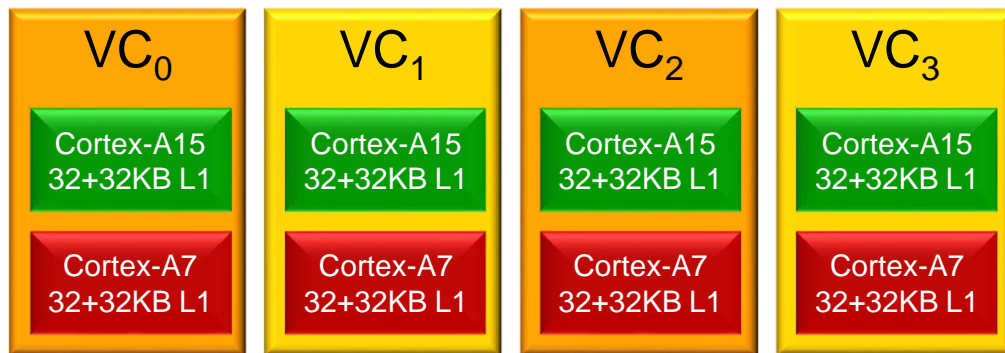 VC₀
Cortex-A15
32+32KB L1
Cortex-A7
32+32KB L1
VC₁
Cortex-A15
32+32KB L1
Cortex-A7
32+32KB L1
VC₂
Cortex-A15
32+32KB L1
Cortex-A7
32+32KB L1
VC₃
Cortex-A15
32+32KB L1
Cortex-A7
32+32KB L1